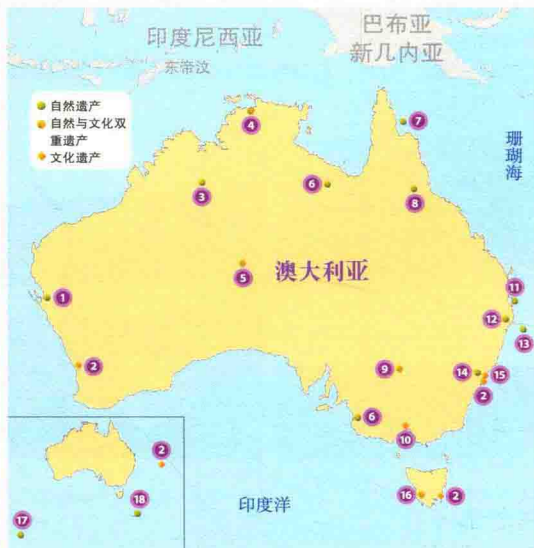 印度尼西亚
巴布亚
新几内亚
东帝汶
自然遗产
自然与文化双
重遗产
文化遗产
4
7
珊
瑚
海
3
6
8
5
澳大利亚
11
1
12
13
2
9
14
15
2
6
10
2
18
17
印度洋
16
2